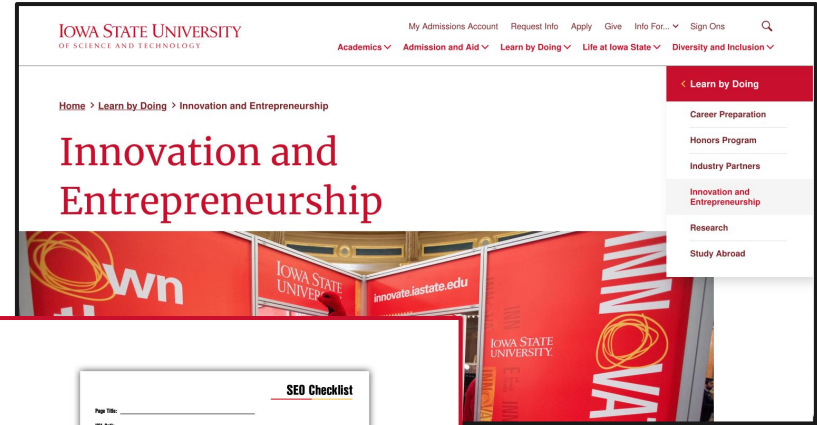 IOWA STATE UNIVERSITY
OF SCIENCE AND TECHNOLOGY
My Admissions Account Request Info Apply Give Info For... Sign Ons
Academics Admission and Aid Learn by Doing Life at Iowa State Diversity and Inclusion
Home > Learn by Doing > Innovation and Entrepreneurship
Innovation and
Entrepreneurship
< Learn by Doing
Career Preparation
Honors Program
Industry Partners
Innovation and
Entrepreneurship
Research
Study Abroad
Own
IOWA STATE
innovate.iastate.edu
IOWA STATE
UNIVERSITY
INNOVAT
SEO Checklist
Page Title: